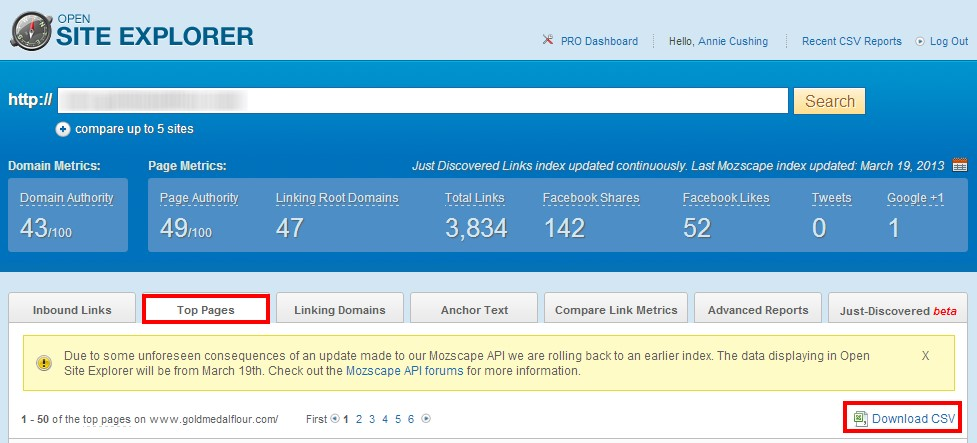 OPEN
SITE EXPLORER
PRO Dashboard
Hello, Annie Cushing
Recent CSV Reports
Log Out
http://
Search
compare up to 5 sites
Domain Metrics:
Page Metrics:
Just Discovered Links index updated continuously. Last Mozscape index updated: March 19, 2013
Domain Authority
43/100
Page Authority
49/100
Linking Root Domains
47
Total Links
3,834
Facebook Shares
142
Facebook Likes
52
Tweets
0
Google +1
1
Inbound Links
Top Pages
Linking Domains
Anchor Text
Compare Link Metrics
Advanced Reports
Just-Discovered beta
Due to some unforeseen consequences of an update made to our Mozscape API we are rolling back to an earlier index. The data displaying in Open
Site Explorer will be from March 19th. Check out the Mozscape API forums for more information.
X
1 - 50 of the top pages on www.goldmedalflour.com/
First 1 2 3 4 5 6
Download CSV